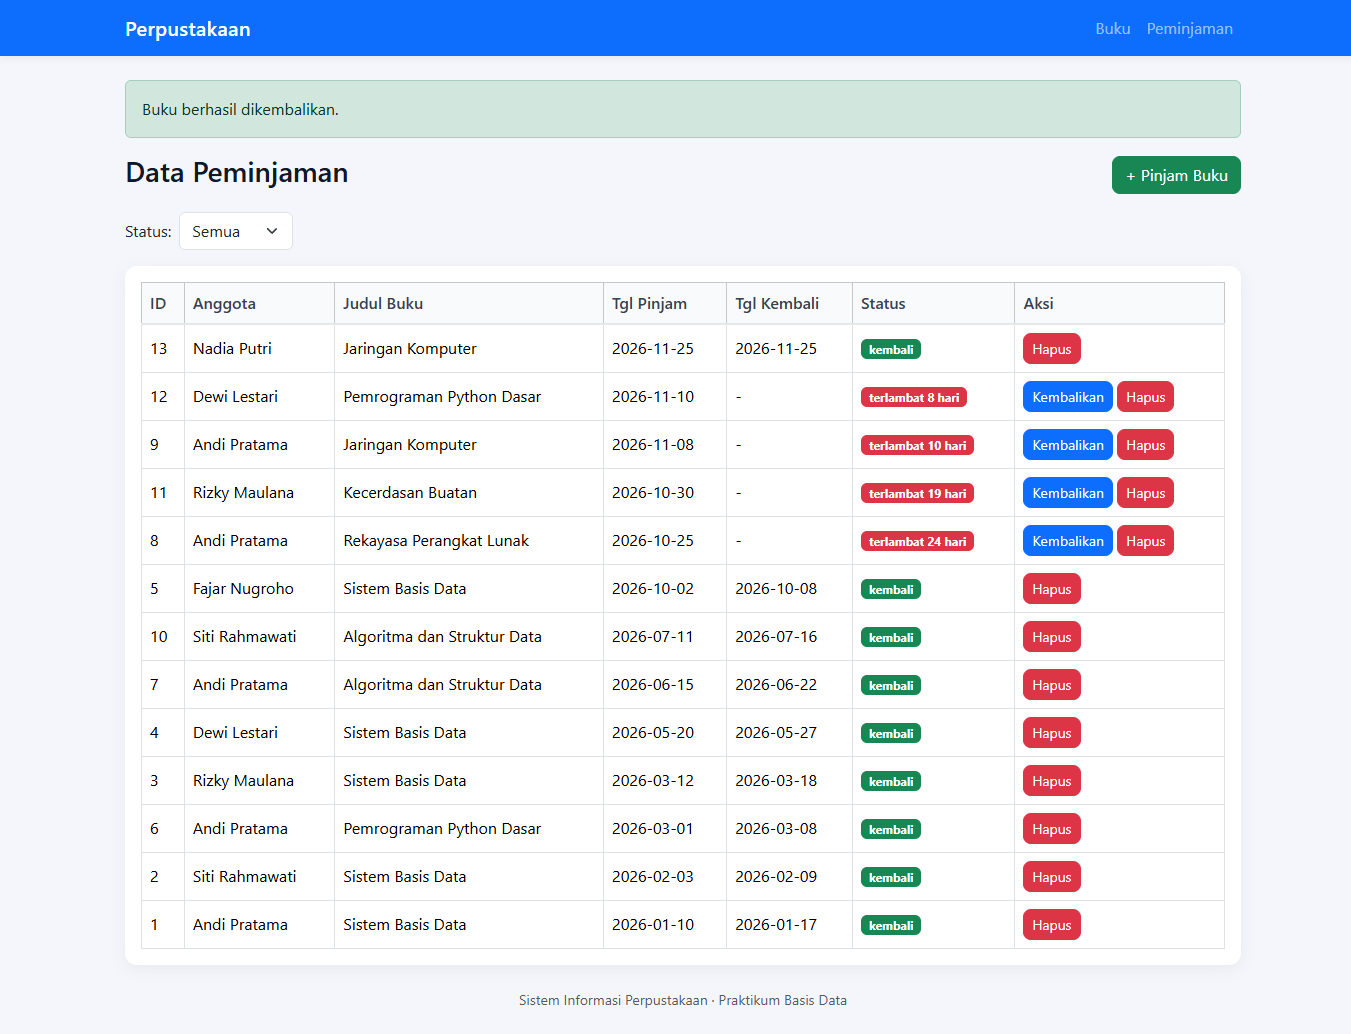 Perpustakaan
Buku Peminjaman
Buku berhasil dikembalikan.
Data Peminjaman
+ Pinjam Buku
Status: Semua
ID Anggota Judul Buku Tgl Pinjam Tgl Kembali Status Aksi
13 Nadia Putri Jaringan Komputer 2026-11-25 2026-11-25 kembali Hapus
12 Dewi Lestari Pemrograman Python Dasar 2026-11-10 - terlambat 8 hari Kembalikan Hapus
9 Andi Pratama Jaringan Komputer 2026-11-08 - terlambat 10 hari Kembalikan Hapus
11 Rizky Maulana Kecerdasan Buatan 2026-10-30 - terlambat 19 hari Kembalikan Hapus
8 Andi Pratama Rekayasa Perangkat Lunak 2026-10-25 - terlambat 24 hari Kembalikan Hapus
5 Fajar Nugroho Sistem Basis Data 2026-10-02 2026-10-08 kembali Hapus
10 Siti Rahmawati Algoritma dan Struktur Data 2026-07-11 2026-07-16 kembali Hapus
7 Andi Pratama Algoritma dan Struktur Data 2026-06-15 2026-06-22 kembali Hapus
4 Dewi Lestari Sistem Basis Data 2026-05-20 2026-05-27 kembali Hapus
3 Rizky Maulana Sistem Basis Data 2026-03-12 2026-03-18 kembali Hapus
6 Andi Pratama Pemrograman Python Dasar 2026-03-01 2026-03-08 kembali Hapus
2 Siti Rahmawati Sistem Basis Data 2026-02-03 2026-02-09 kembali Hapus
1 Andi Pratama Sistem Basis Data 2026-01-10 2026-01-17 kembali Hapus
Sistem Informasi Perpustakaan · Praktikum Basis Data